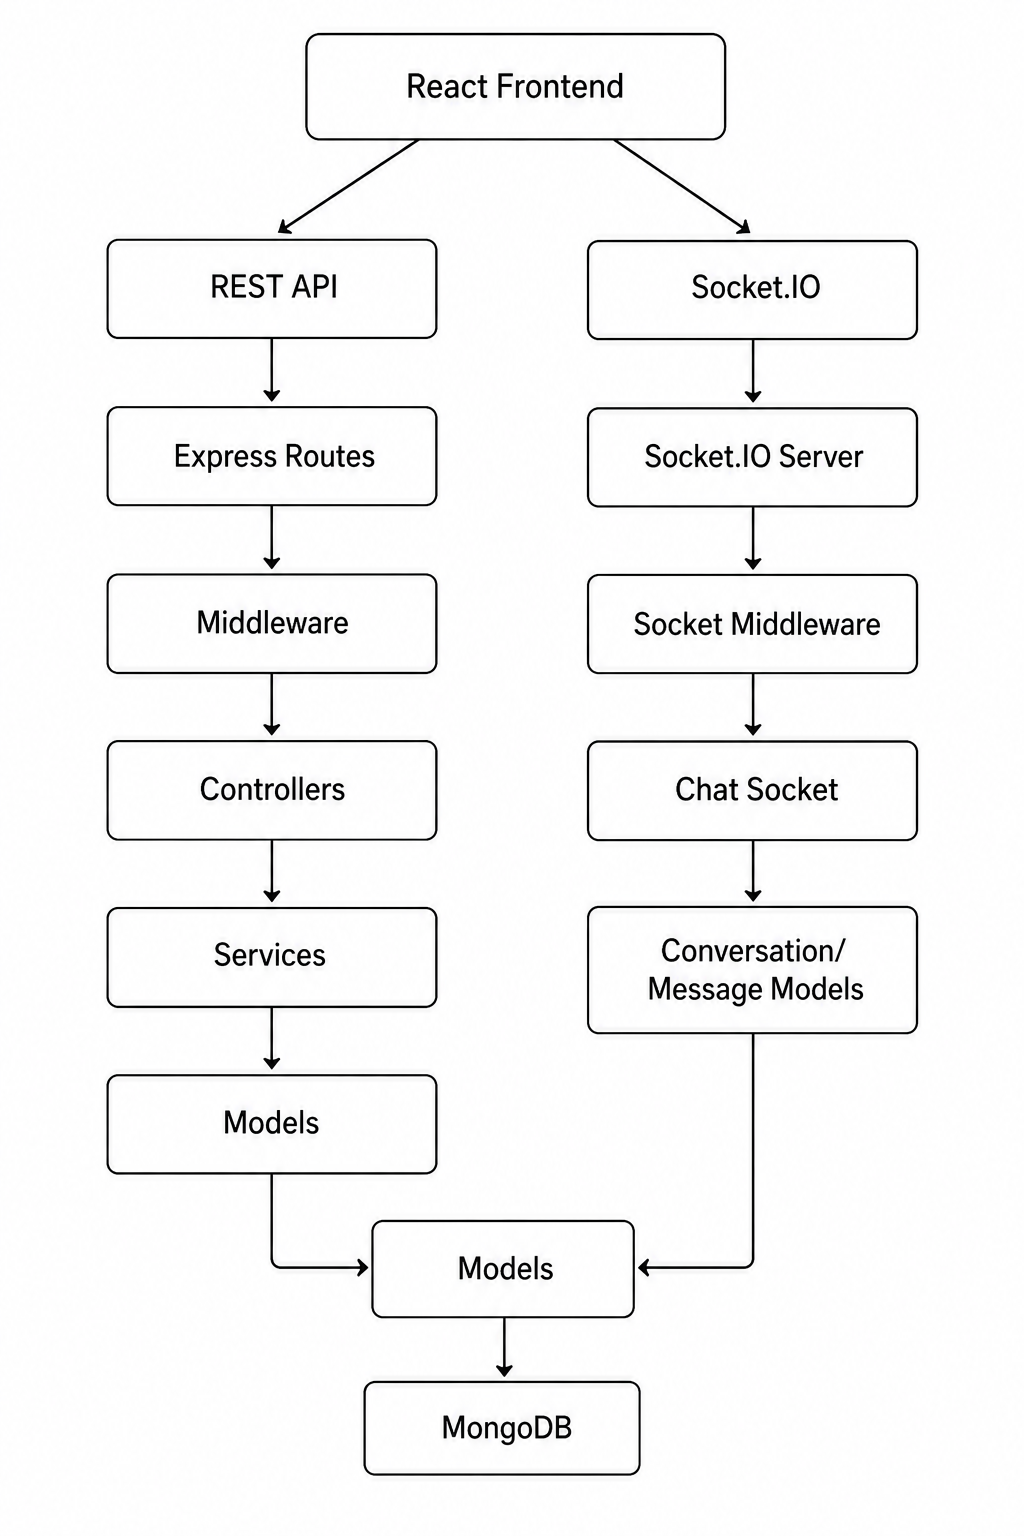 React Frontend
REST API
Socket.IO
Express Routes
Socket.IO Server
Middleware
Socket Middleware
Controllers
Chat Socket
Services
Conversation/
Message Models
Models
Models
MongoDB